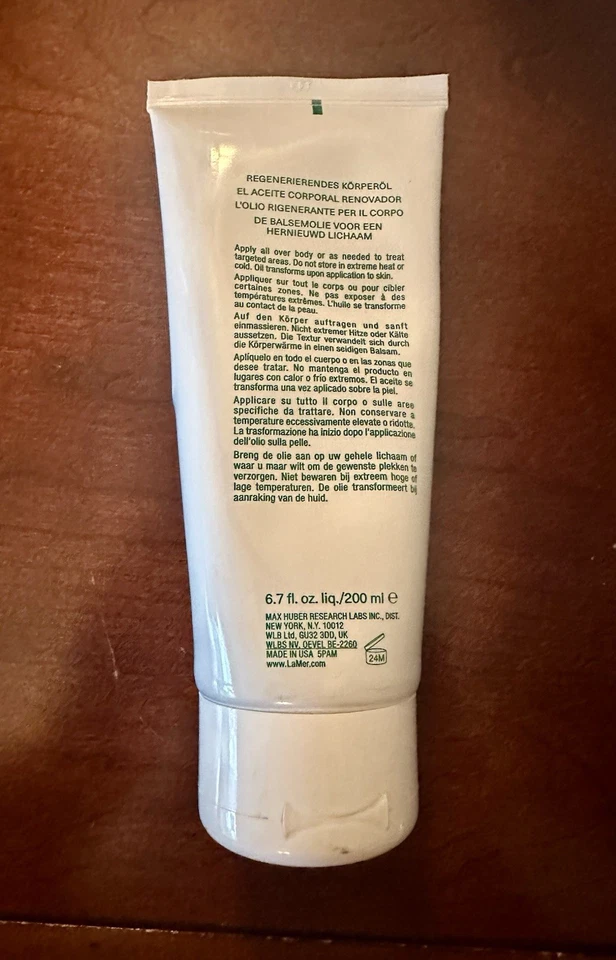 REGENERIERENDES KÖRPERÖL
EL ACEITE CORPORAL RENOVADOR
L'OLIO RIGENERANTE PER IL CORPO
DE BALSEMOLIE VOOR EEN
HERNIEUWD LICHAAM
Apply all over body or as needed to treat
targeted areas. Do not store in extreme heat or
cold. Oil transforms upon application to skin.
Appliquer sur tout le corps ou pour cibler
certaines zones. Ne pas exposer à des
températures extrêmes. L'huile se transforme
au contact de la peau.
Auf den Körper auftragen und sanft
einmassieren. Nicht extremer Hitze oder Kälte
aussetzen. Die Textur verwandelt sich durch
die Körperwärme in einen seidigen Balsam.
Aplíquelo en todo el cuerpo o en las zonas que
desee tratar. No mantenga el producto en
lugares con calor o frío extremos. El aceite se
transforma una vez aplicado sobre la piel.
Applicare su tutto il corpo o sulle aree
specifiche da trattare. Non conservare a
temperature eccessivamente elevate o ridotte.
La trasformazione ha inizio dopo l'applicazione
dell'olio sulla pelle.
Breng de olie aan op uw gehele lichaam of
waar u maar wilt om de gewenste plekken te
verzorgen. Niet bewaren bij extreem hoge of
lage temperaturen. De olie transformeert bij
aanraking van de huid.
6.7 fl. oz. liq./200 ml ℮
MAX HUBER RESEARCH LABS INC., DIST.
NEW YORK, N.Y. 10012
WLB Ltd, GU32 3DD, UK
WLBS NV, OEVEL BE-2260
MADE IN USA 5PAM
www.LaMer.com
24M